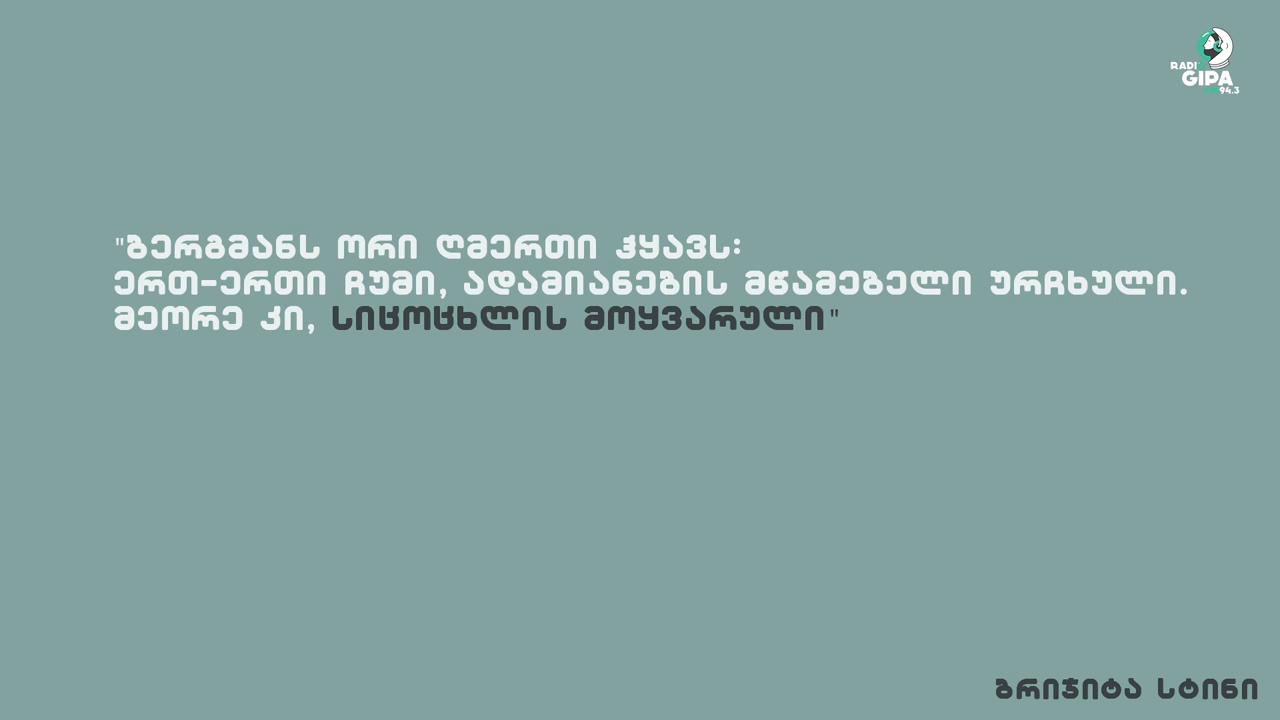 RADIO
GIPA
FM 94.3
"ბერგმანს ორი ღმერთი ჰყავს:
ერთ-ერთი ჩუმი, ადამიანების მწამებელი ურჩხული.
მეორე კი, სიცოცხლის მოყვარული"
ბრიჯიტა სტინი